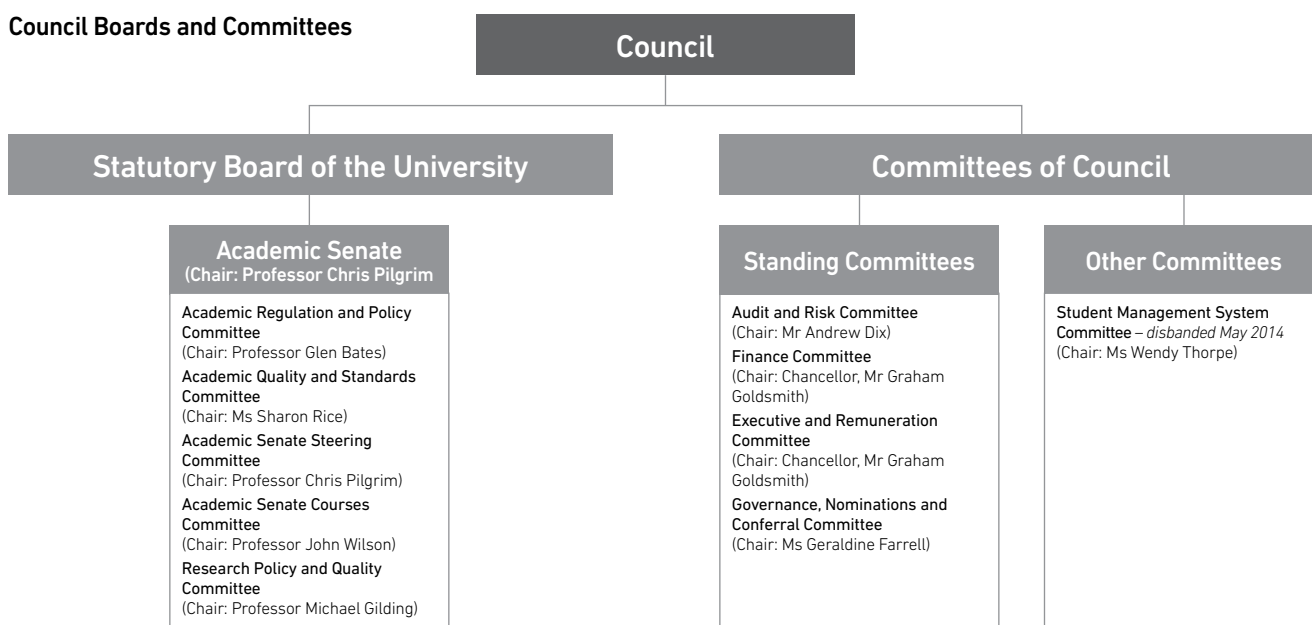 Council Boards and Committees
Council
Statutory Board of the University
Committees of Council
Academic Senate
(Chair: Professor Chris Pilgrim
Academic Regulation and Policy
Committee
(Chair: Professor Glen Bates)
Academic Quality and Standards
Committee
(Chair: Ms Sharon Rice)
Academic Senate Steering
Committee
(Chair: Professor Chris Pilgrim)
Academic Senate Courses
Committee
(Chair: Professor John Wilson)
Research Policy and Quality
Committee
(Chair: Professor Michael Gilding)
Standing Committees
Audit and Risk Committee
(Chair: Mr Andrew Dix)
Finance Committee
(Chair: Chancellor, Mr Graham
Goldsmith)
Executive and Remuneration
Committee
(Chair: Chancellor, Mr Graham
Goldsmith)
Governance, Nominations and
Conferral Committee
(Chair: Ms Geraldine Farrell)
Other Committees
Student Management System
Committee – disbanded May 2014
(Chair: Ms Wendy Thorpe)